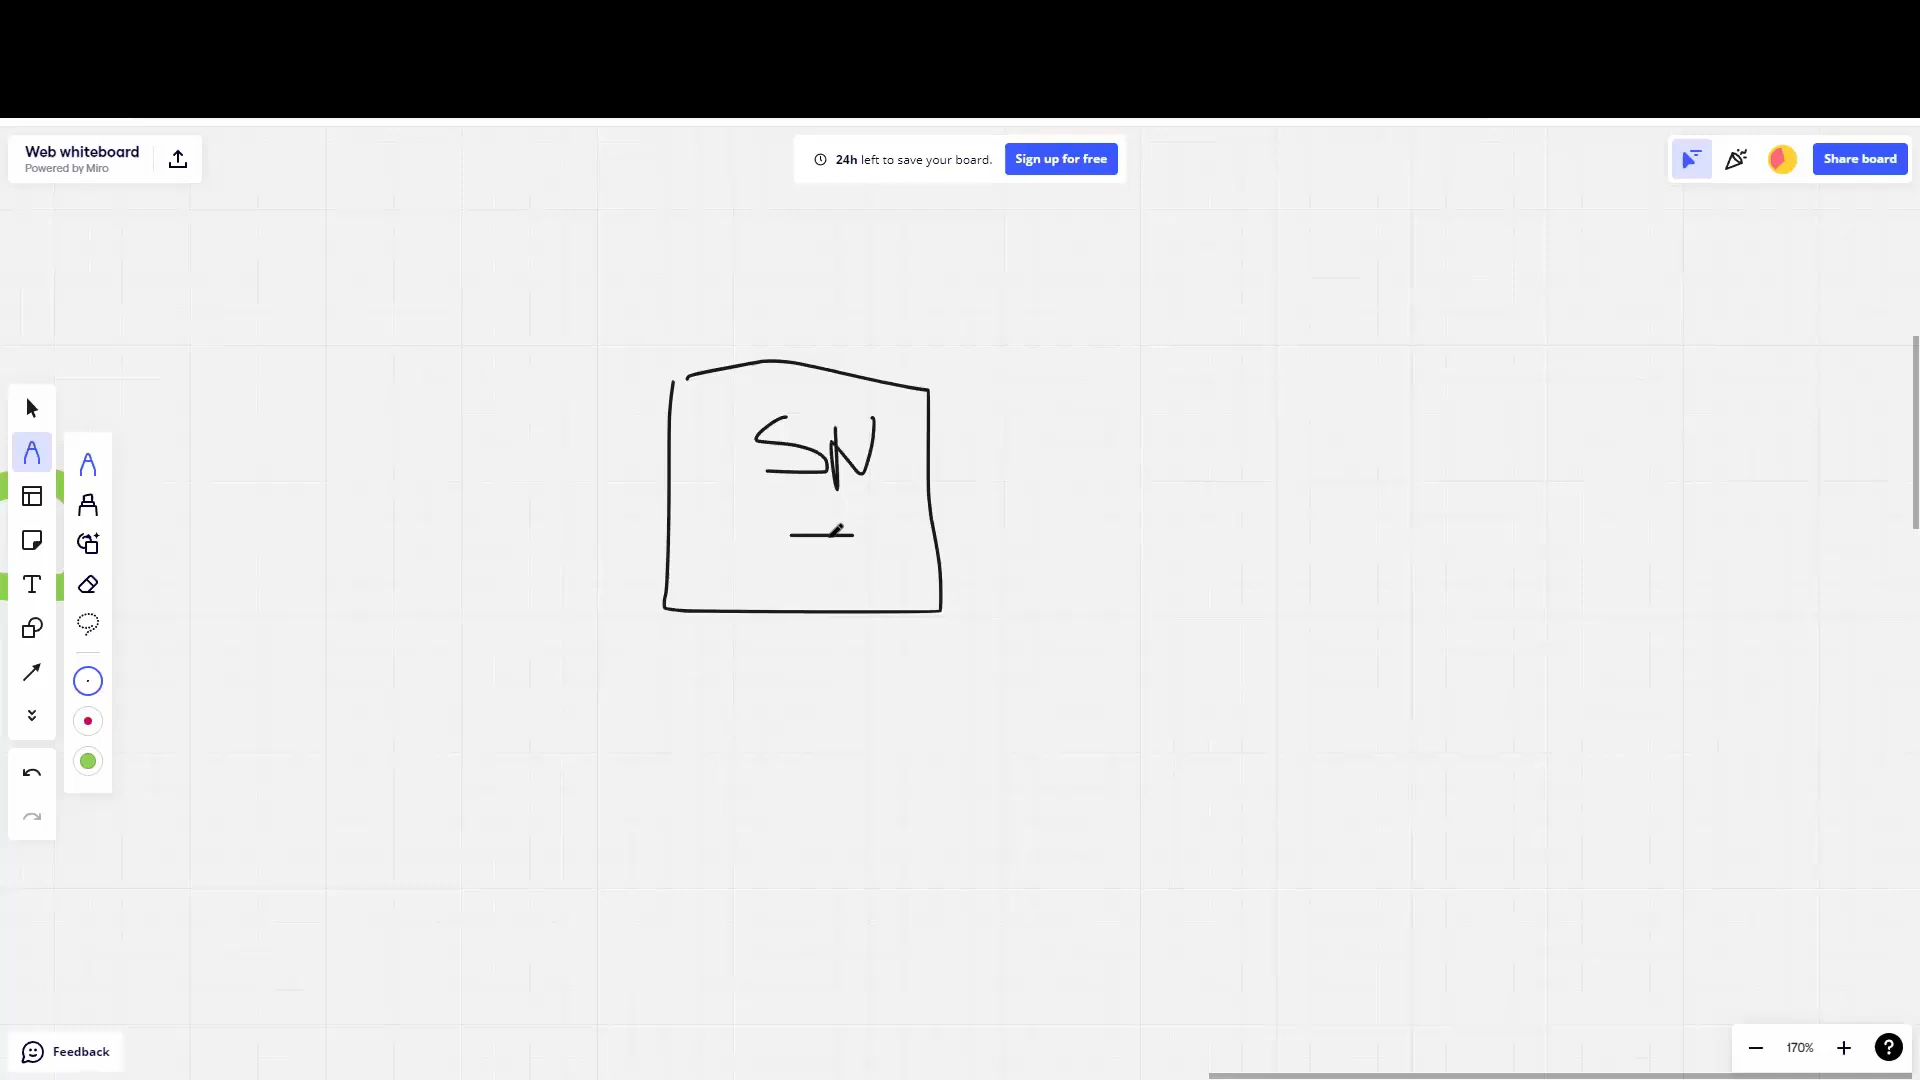 Web whiteboard
Powered by Miro
24h left to save your board.
Sign up for free
Share board
SN
T
Feedback
170%
?